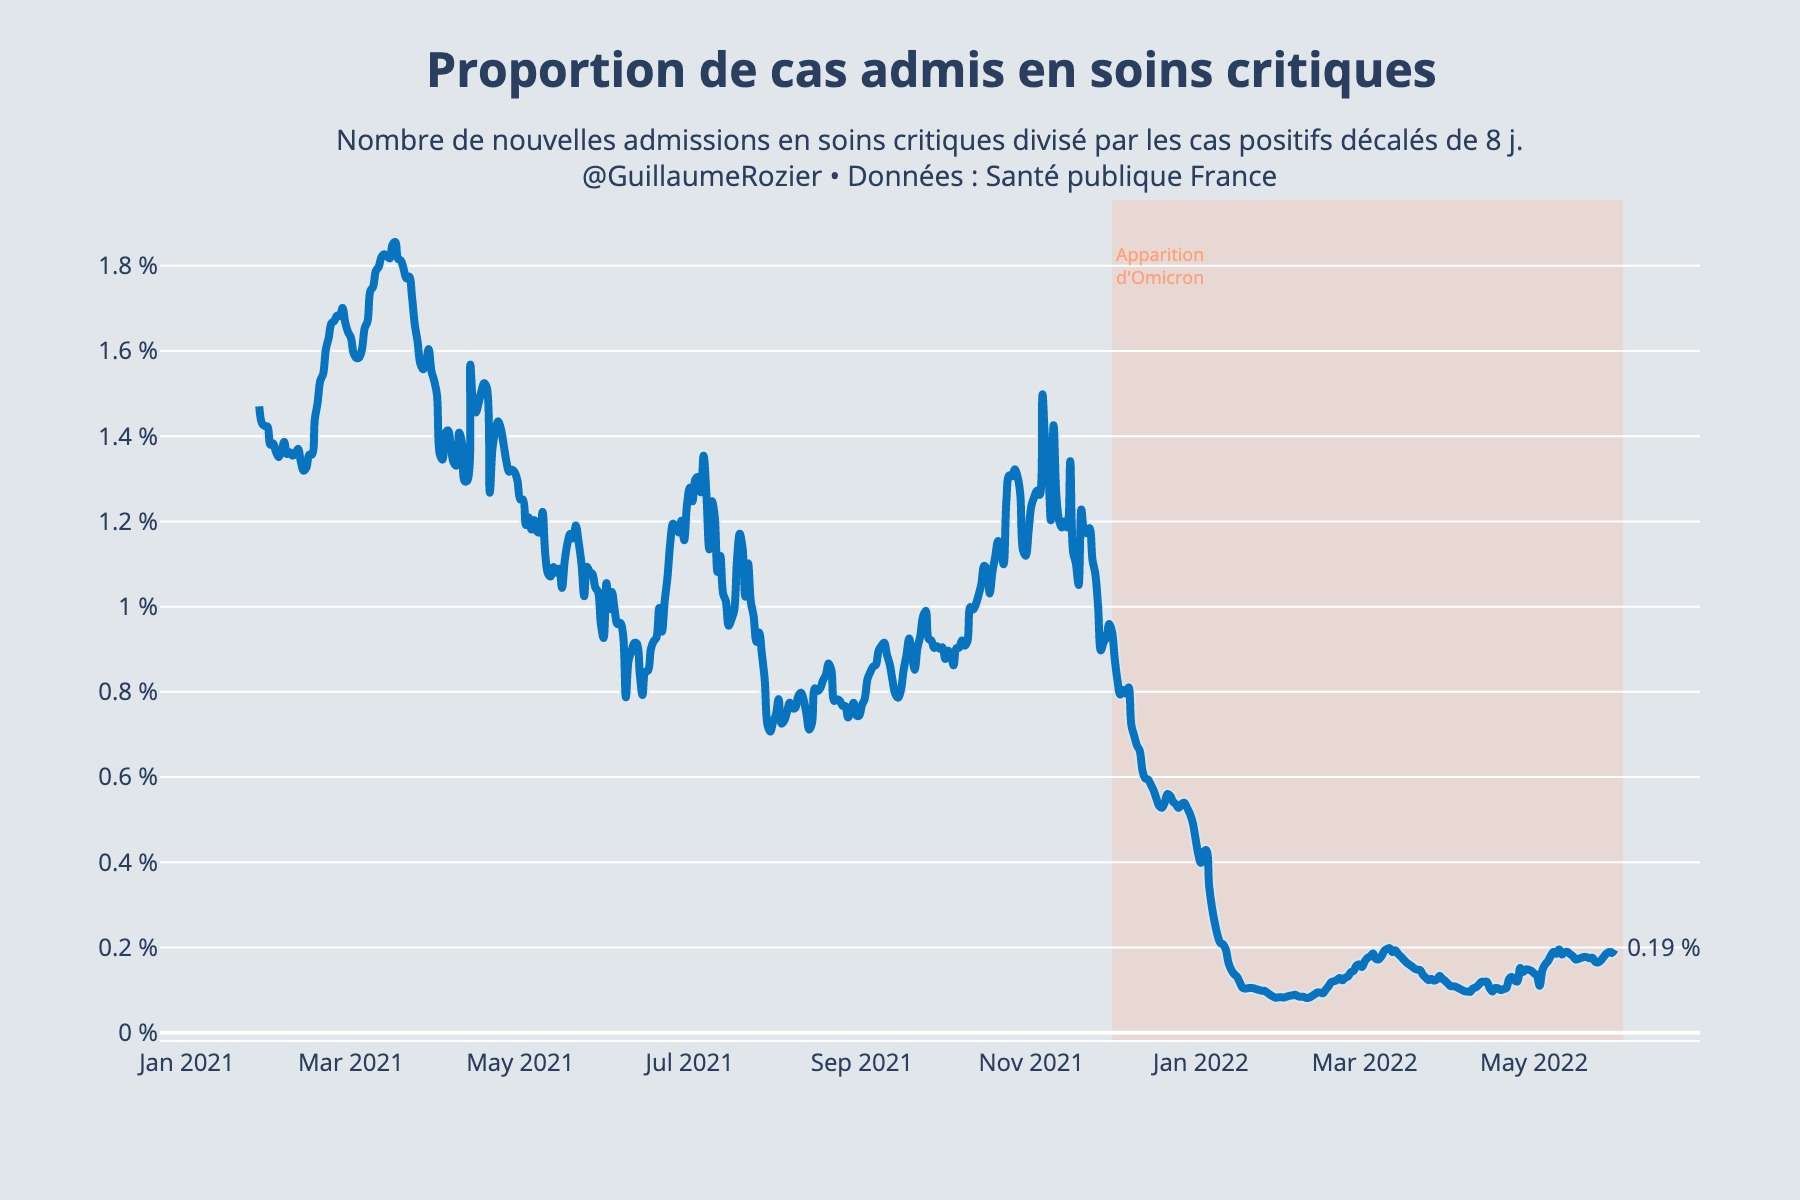 Proportion de cas admis en soins critiques
Nombre de nouvelles admissions en soins critiques divisé par les cas positifs décalés de 8 j.
@GuillaumeRozier • Données : Santé publique France
Apparition
d'Omicron
1.8 %
1.6 %
1.4 %
1.2 %
1 %
0.8 %
0.6 %
0.4 %
0.2 %
0.19 %
0 %
Jan 2021 Mar 2021 May 2021 Jul 2021 Sep 2021 Nov 2021 Jan 2022 Mar 2022 May 2022